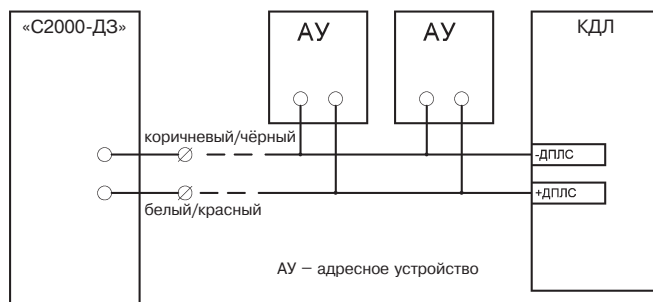 «С2000-ДЗ»
АУ
АУ
КДЛ
коричневый/чёрный
-ДПЛС
+ДПЛС
белый/красный
АУ – адресное устройство